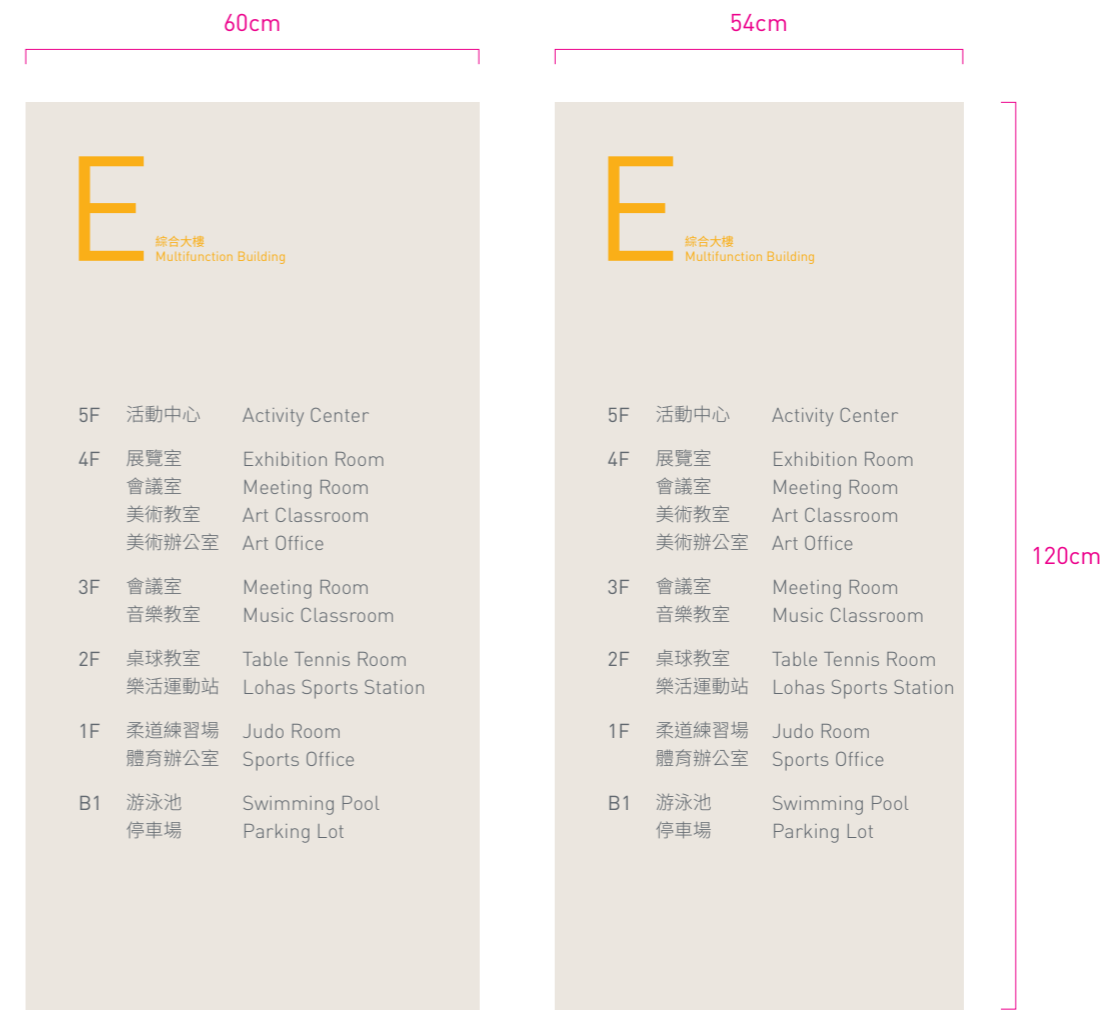 60cm
54cm
E
綜合大樓
Multifunction Building
5F 活動中心 Activity Center
4F 展覽室 Exhibition Room
會議室 Meeting Room
美術教室 Art Classroom
美術辦公室 Art Office
3F 會議室 Meeting Room
音樂教室 Music Classroom
2F 桌球教室 Table Tennis Room
樂活運動站 Lohas Sports Station
1F 柔道練習場 Judo Room
體育辦公室 Sports Office
B1 游泳池 Swimming Pool
停車場 Parking Lot
E
綜合大樓
Multifunction Building
5F 活動中心 Activity Center
4F 展覽室 Exhibition Room
會議室 Meeting Room
美術教室 Art Classroom
美術辦公室 Art Office
3F 會議室 Meeting Room
音樂教室 Music Classroom
2F 桌球教室 Table Tennis Room
樂活運動站 Lohas Sports Station
1F 柔道練習場 Judo Room
體育辦公室 Sports Office
B1 游泳池 Swimming Pool
停車場 Parking Lot
120cm